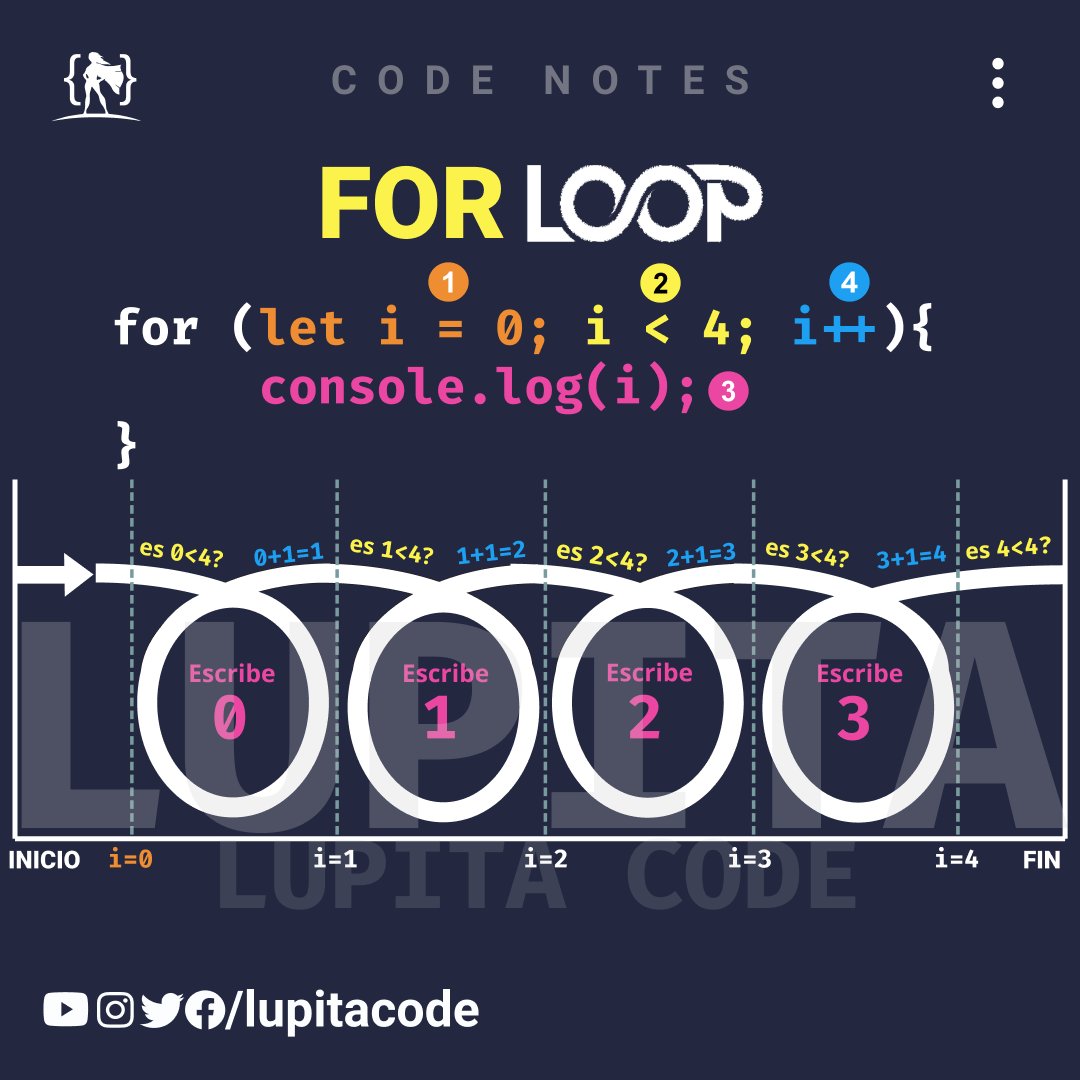 CODE NOTES
FOR LOOP
1 2 4
for (let i = 0; i < 4; i++){
console.log(i); 3
}
es 0<4? 0+1=1 es 1<4? 1+1=2 es 2<4? 2+1=3 es 3<4? 3+1=4 es 4<4?
Escribe Escribe Escribe Escribe
0 1 2 3
LUPITA
INICIO i=0 i=1 i=2 i=3 i=4 FIN
LUPITA CODE
/lupitacode